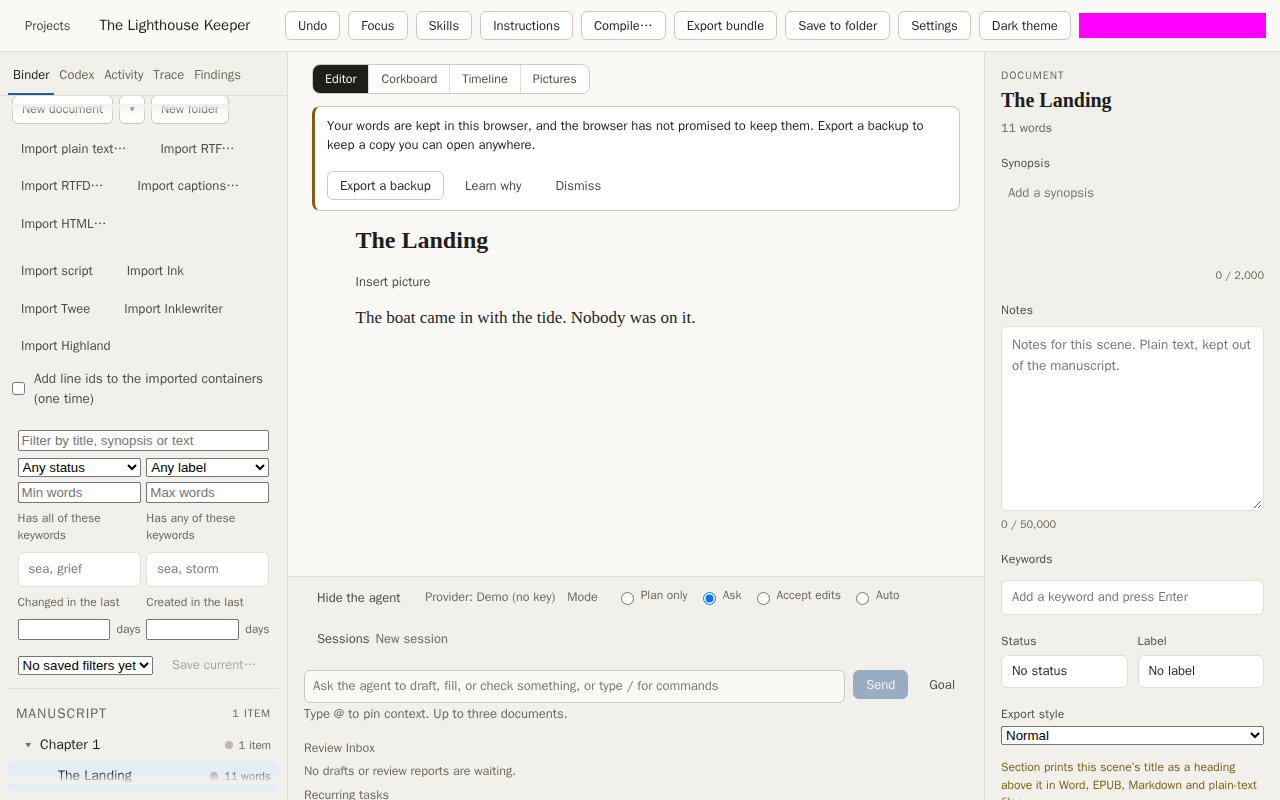 Projects
The Lighthouse Keeper
Undo
Focus
Skills
Instructions
Compile…
Export bundle
Save to folder
Settings
Dark theme
Binder
Codex
Activity
Trace
Findings
New document
New folder
Import plain text…
Import RTF…
Import RTFD…
Import captions…
Import HTML…
Import script
Import Ink
Import Twee
Import Inklewriter
Import Highland
Add line ids to the imported containers
(one time)
Filter by title, synopsis or text
Any status
Any label
Min words
Max words
Has all of these
keywords
Has any of these
keywords
sea, grief
sea, storm
Changed in the last
Created in the last
days
days
No saved filters yet
Save current…
MANUSCRIPT
1 ITEM
Chapter 1
1 item
The Landing
11 words
Editor
Corkboard
Timeline
Pictures
Your words are kept in this browser, and the browser has not promised to keep them. Export a backup to
keep a copy you can open anywhere.
Export a backup
Learn why
Dismiss
The Landing
Insert picture
The boat came in with the tide. Nobody was on it.
Hide the agent
Provider: Demo (no key)
Mode
Plan only
Ask
Accept edits
Auto
Sessions
New session
Ask the agent to draft, fill, or check something, or type / for commands
Send
Goal
Type @ to pin context. Up to three documents.
Review Inbox
No drafts or review reports are waiting.
Recurring tasks
DOCUMENT
The Landing
11 words
Synopsis
Add a synopsis
0 / 2,000
Notes
Notes for this scene. Plain text, kept out
of the manuscript.
0 / 50,000
Keywords
Add a keyword and press Enter
Status
Label
No status
No label
Export style
Normal
Section prints this scene's title as a heading
above it in Word, EPUB, Markdown and plain-text